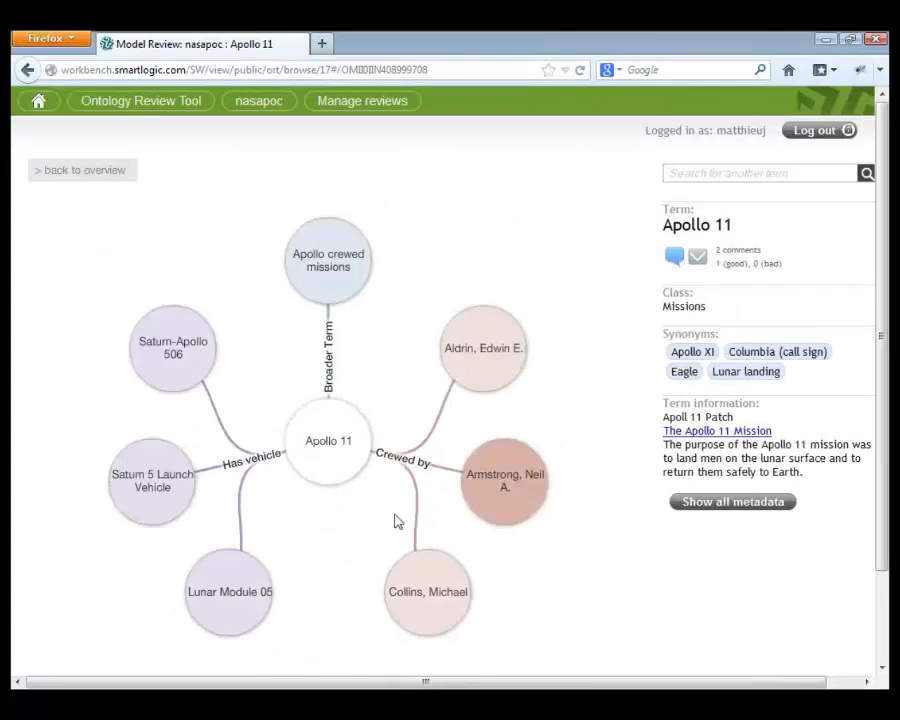 Firefox
Model Review: nasapoc : Apollo 11
workbench.smartlogic.com/SW/view/public/ort/browse/17#/OMI0IIN408999708
Google
Ontology Review Tool
nasapoc
Manage reviews
Logged in as: matthieuj
Log out
> back to overview
Search for another term
Term:
Apollo 11
2 comments
1 (good), 0 (bad)
Class:
Missions
Synonyms:
Apollo XI
Columbia (call sign)
Eagle
Lunar landing
Term information:
Apoll 11 Patch
The Apollo 11 Mission
The purpose of the Apollo 11 mission was
to land men on the lunar surface and to
return them safely to Earth.
Show all metadata
Apollo crewed
missions
Broader Term
Saturn-Apollo
506
Aldrin, Edwin E.
Apollo 11
Has vehicle
Crewed by
Saturn 5 Launch
Vehicle
Armstrong, Neil
A.
Lunar Module 05
Collins, Michael